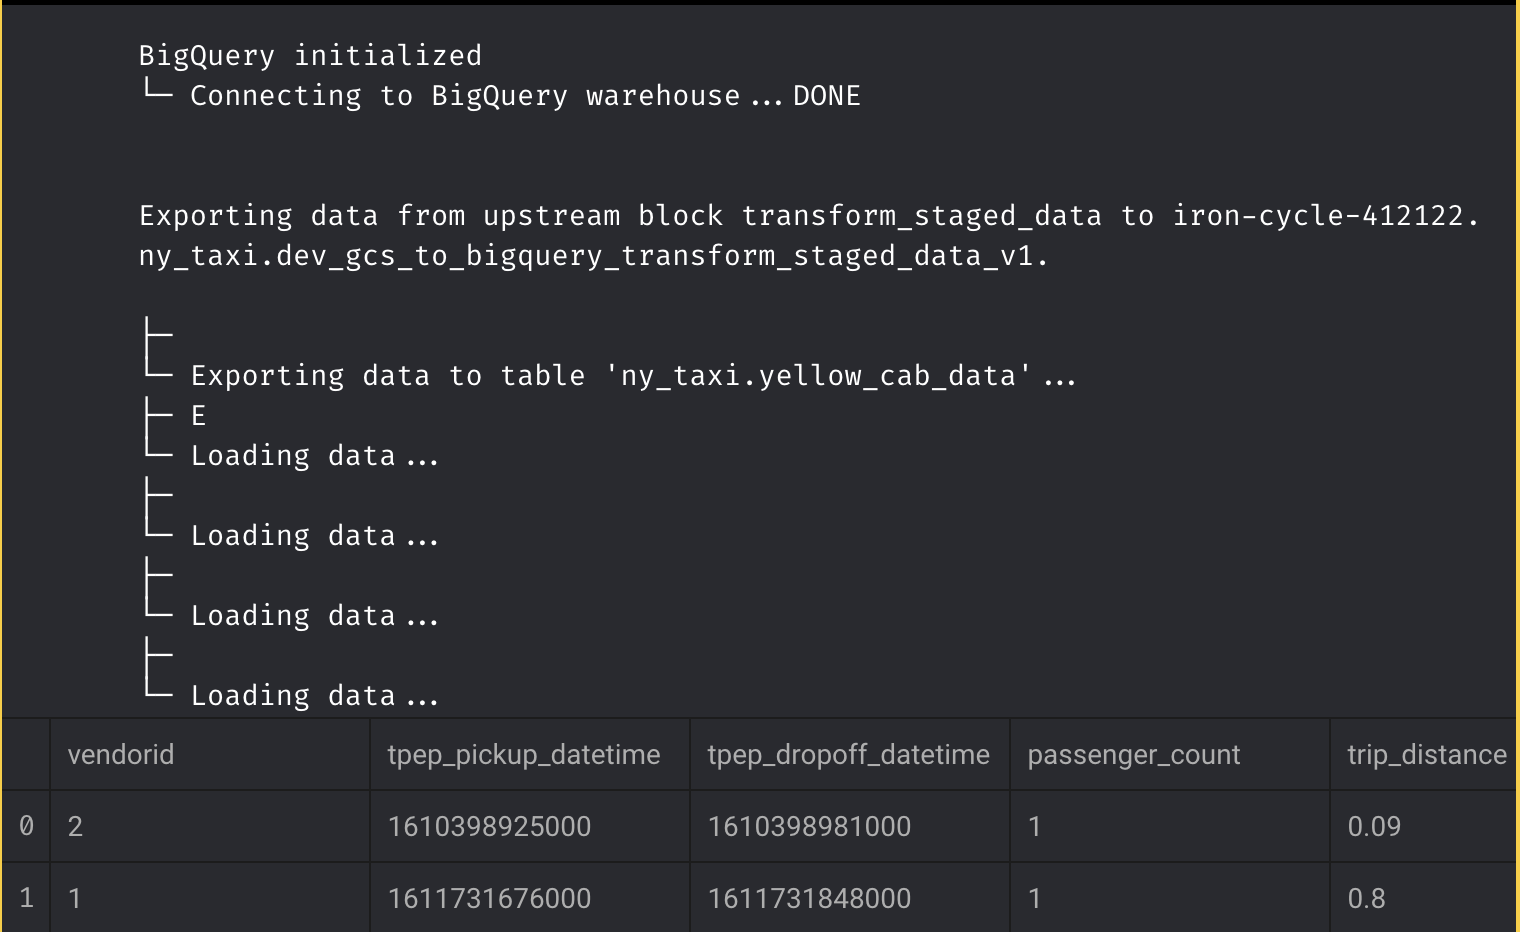 BigQuery initialized
└─ Connecting to BigQuery warehouse...DONE
Exporting data from upstream block transform_staged_data to iron-cycle-412122.
ny_taxi.dev_gcs_to_bigquery_transform_staged_data_v1.
├─
└─ Exporting data to table 'ny_taxi.yellow_cab_data'...
├─ E
└─ Loading data...
├─
└─ Loading data...
├─
└─ Loading data...
├─
└─ Loading data...
vendorid tpep_pickup_datetime tpep_dropoff_datetime passenger_count trip_distance
0 2 1610398925000 1610398981000 1 0.09
1 1 1611731676000 1611731848000 1 0.8